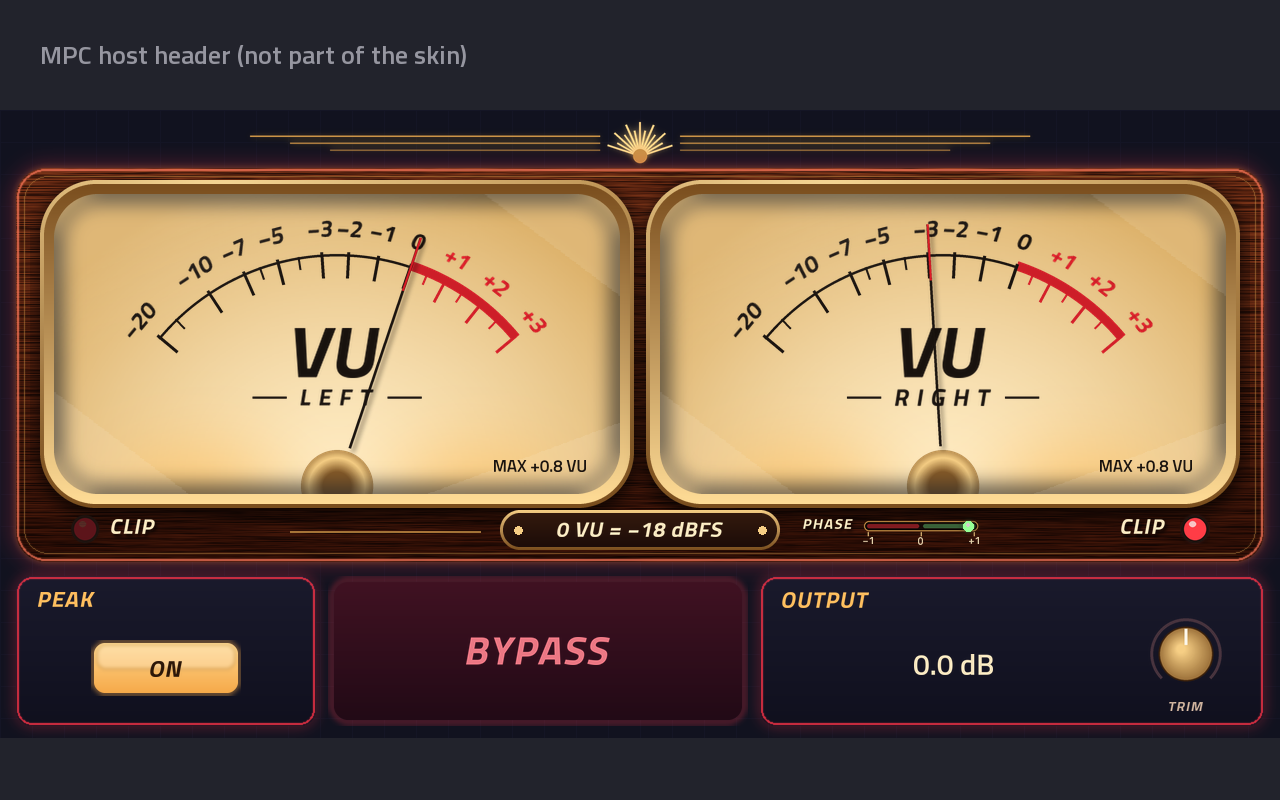 MPC host header (not part of the skin)
−20 −10 −7 −5 −3 −2 −1 0 +1 +2 +3
VU
LEFT
MAX +0.8 VU
−20 −10 −7 −5 −3 −2 −1 0 +1 +2 +3
VU
RIGHT
MAX +0.8 VU
CLIP
0 VU = −18 dBFS
PHASE
−1 0 +1
CLIP
PEAK
ON
BYPASS
OUTPUT
0.0 dB
TRIM